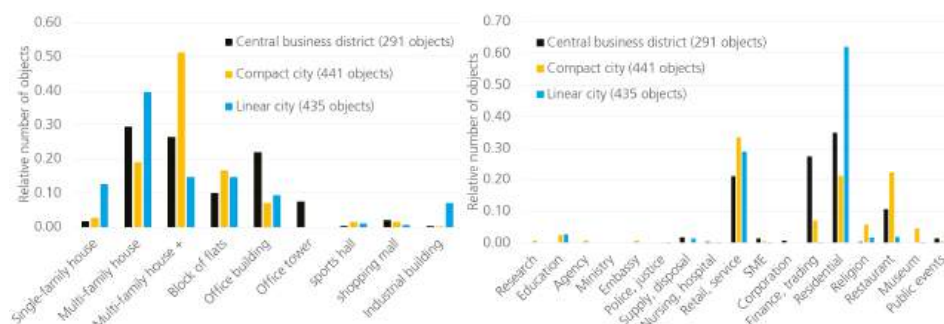 Relative number of objects
0.60
0.50
0.40
0.30
0.20
0.10
0.00
Central business district (291 objects)
Compact city (441 objects)
Linear city (435 objects)
Single-family house
Multi-family house
Multi-family house +
Block of flats
Office building
Office tower
sports hall
shopping mall
Industrial building
Relative number of objects
0.70
0.60
0.50
0.40
0.30
0.20
0.10
0.00
Central business district (291 objects)
Compact city (441 objects)
Linear city (435 objects)
Research
Education
Agency
Ministry
Embassy
Police, justice
Supply, disposal
Nursing, hospital
Retail, service
SME
Corporation
Finance, trading
Residential
Religion
Restaurant
Museum
Public events